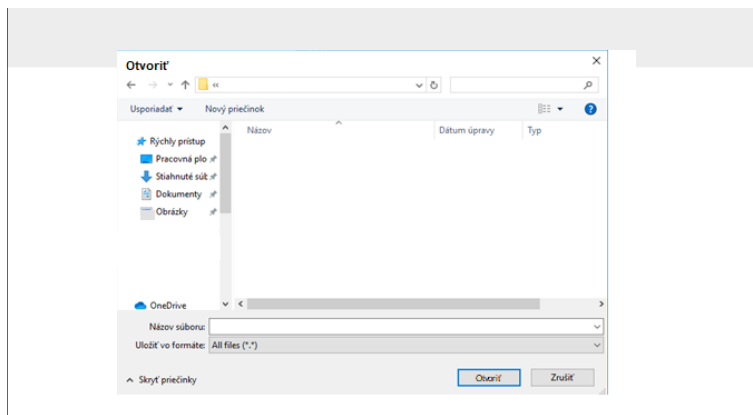 Otvoriť
«
Usporiadať Nový priečinok
Názov Dátum úpravy Typ
Rýchly prístup
Pracovná plo
Stiahnuté súb
Dokumenty
Obrázky
OneDrive
Názov súboru:
Uložiť vo formáte: All files (*.*)
Skryť priečinky Otvoriť Zrušiť